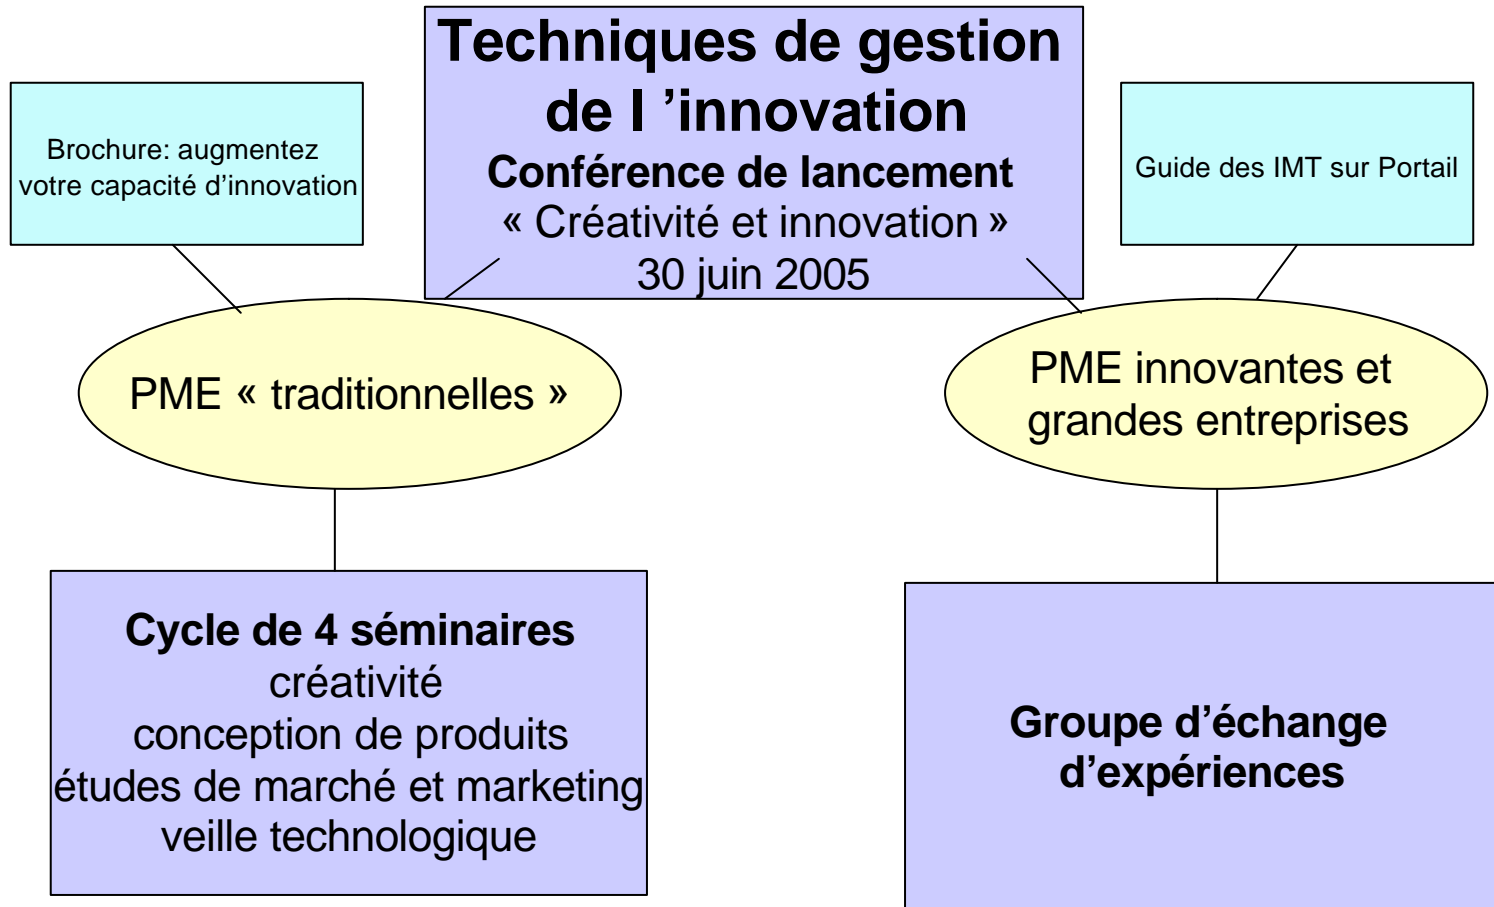 Techniques de gestion
de l ’innovation
Conférence de lancement
« Créativité et innovation »
30 juin 2005
Brochure: augmentez
votre capacité d’innovation
Guide des IMT sur Portail
PME « traditionnelles »
PME innovantes et
grandes entreprises
Cycle de 4 séminaires
créativité
conception de produits
études de marché et marketing
veille technologique
Groupe d’échange
d’expériences